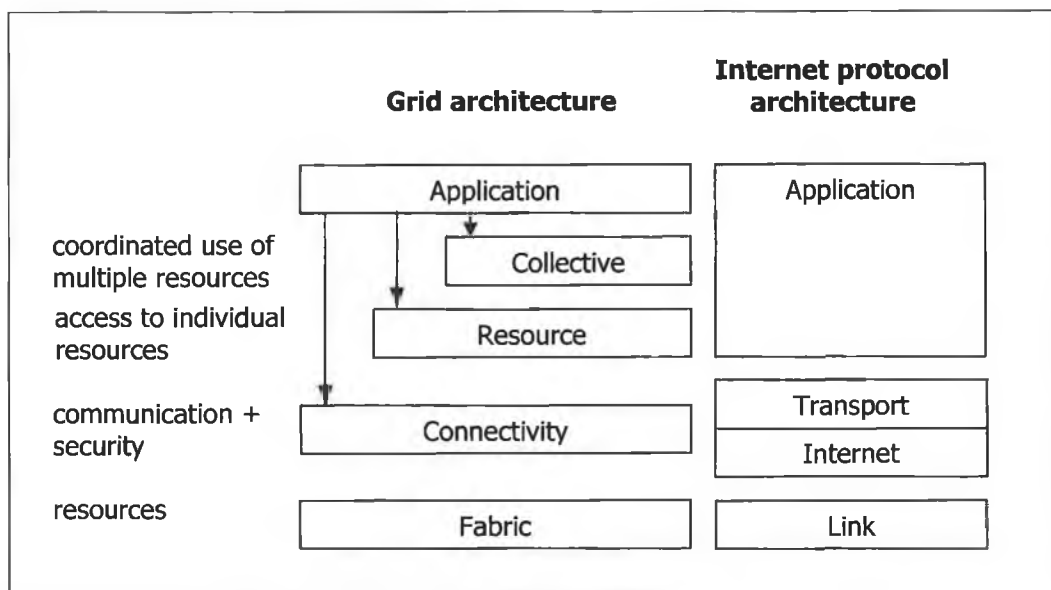 Grid architecture
Internet protocol
architecture
Application
Application
coordinated use of
multiple resources
Collective
access to individual
resources
Resource
communication +
security
Connectivity
Transport
Internet
resources
Fabric
Link